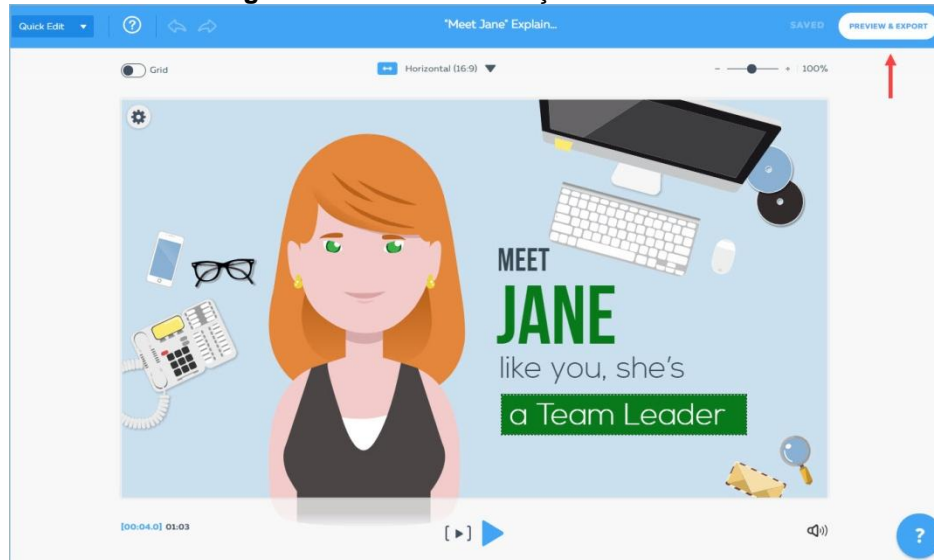 Quick Edit
?
"Meet Jane" Explain...
SAVED
PREVIEW & EXPORT
Grid
Horizontal (16:9)
- + 100%
MEET
JANE
like you, she's
a Team Leader
[00:04.0] 01:03
?